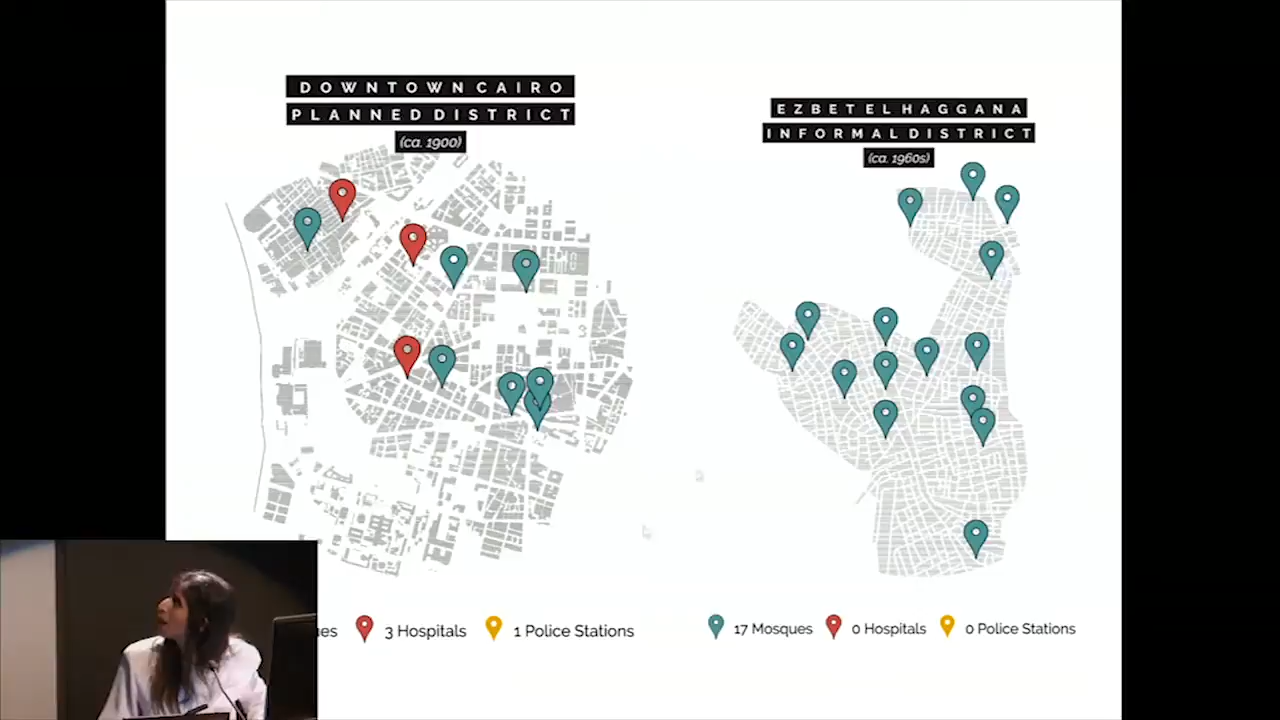 DOWNTOWN CAIRO
PLANNED DISTRICT
(ca. 1900)
EZBET EL HAGGANA
INFORMAL DISTRICT
(ca. 1960s)
3 Hospitals
1 Police Stations
17 Mosques
0 Hospitals
0 Police Stations